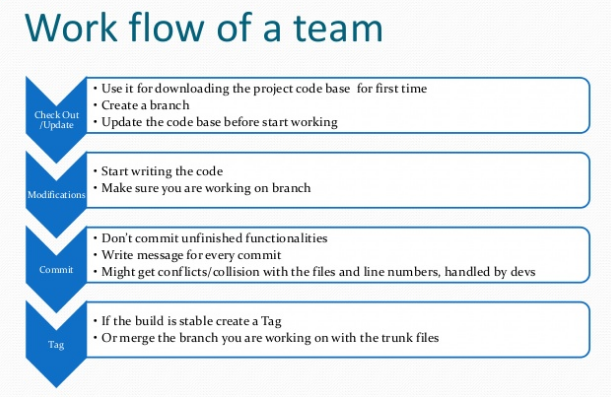 Work flow of a team
Check Out
/Update
• Use it for downloading the project code base for first time
• Create a branch
• Update the code base before start working
Modifications
• Start writing the code
• Make sure you are working on branch
Commit
• Don't commit unfinished functionalities
• Write message for every commit
• Might get conflicts/collision with the files and line numbers, handled by devs
Tag
• If the build is stable create a Tag
• Or merge the branch you are working on with the trunk files